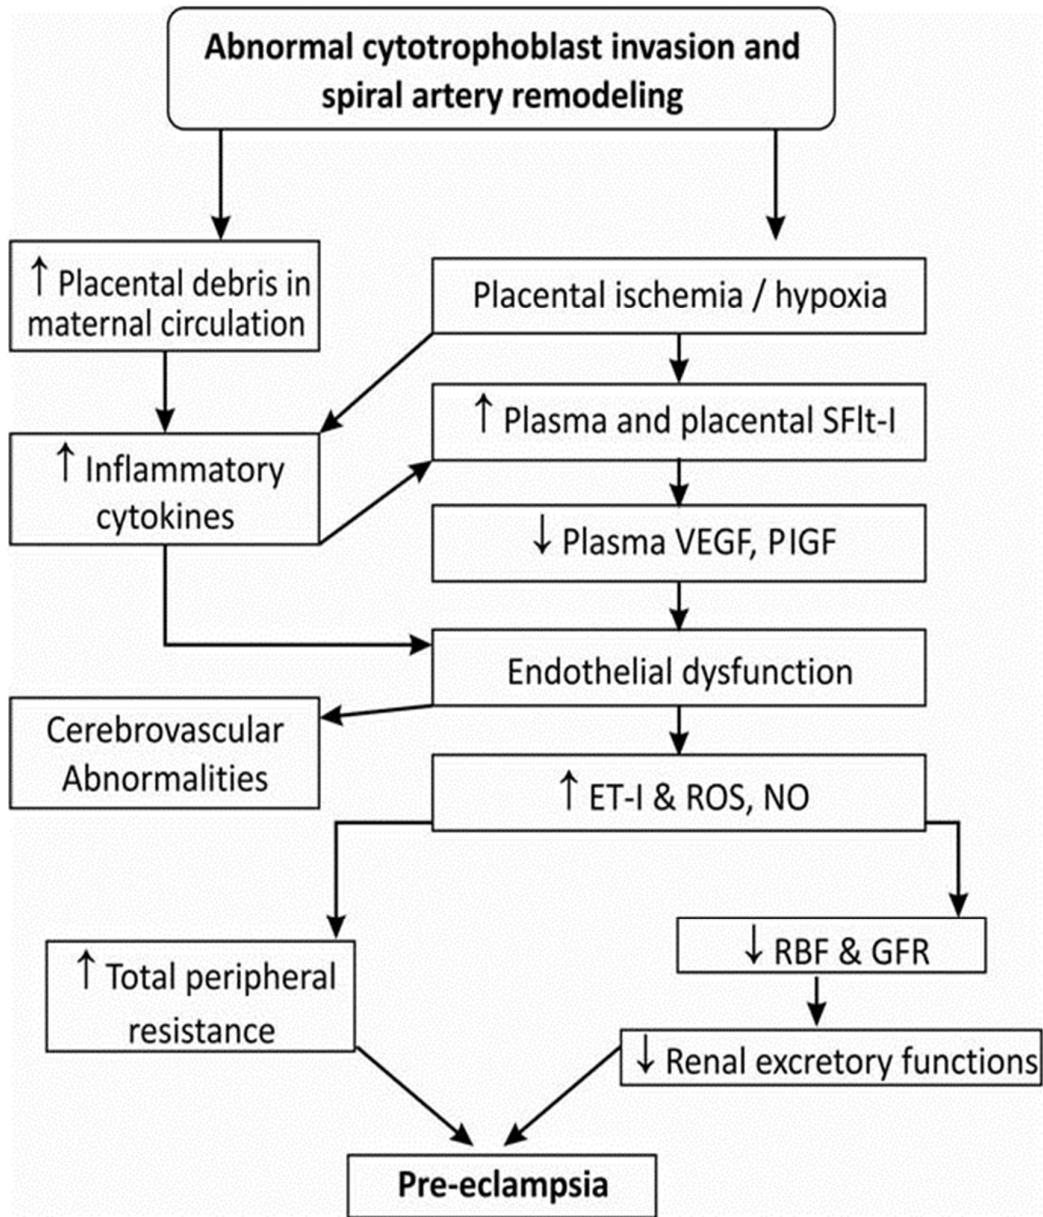 Abnormal cytotrophoblast invasion and
spiral artery remodeling
↑ Placental debris in
maternal circulation
Placental ischemia / hypoxia
↑ Plasma and placental SFlt-I
↑ Inflammatory
cytokines
↓ Plasma VEGF, PIGF
Endothelial dysfunction
Cerebrovascular
Abnormalities
↑ ET-I & ROS, NO
↓ RBF & GFR
↑ Total peripheral
resistance
↓ Renal excretory functions
Pre-eclampsia